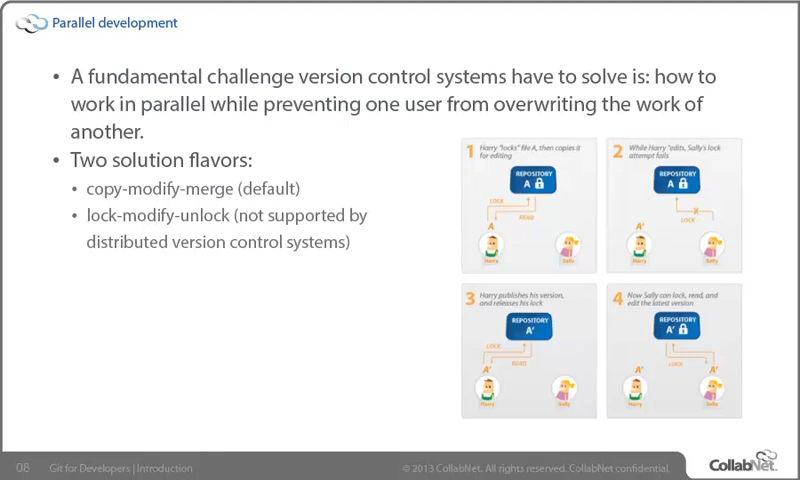 Parallel development
• A fundamental challenge version control systems have to solve is: how to
work in parallel while preventing one user from overwriting the work of
another.
• Two solution flavors:
• copy-modify-merge (default)
• lock-modify-unlock (not supported by
distributed version control systems)
1 Harry "locks" file A, then copies it
for editing
REPOSITORY
A
LOCK
READ
A
Harry
Sally
2 While Harry "edits, Sally's lock
attempt fails
REPOSITORY
A
LOCK
A'
Harry
Sally
3 Harry publishes his version,
and releases his lock
REPOSITORY
A'
LOCK
READ
A'
Harry
Sally
4 Now Sally can lock, read, and
edit the latest version
REPOSITORY
A'
LOCK
A'
A'
Harry
Sally
08 Git for Developers | Introduction
© 2013 CollabNet. All rights reserved. CollabNet confidential.
CollabNet.